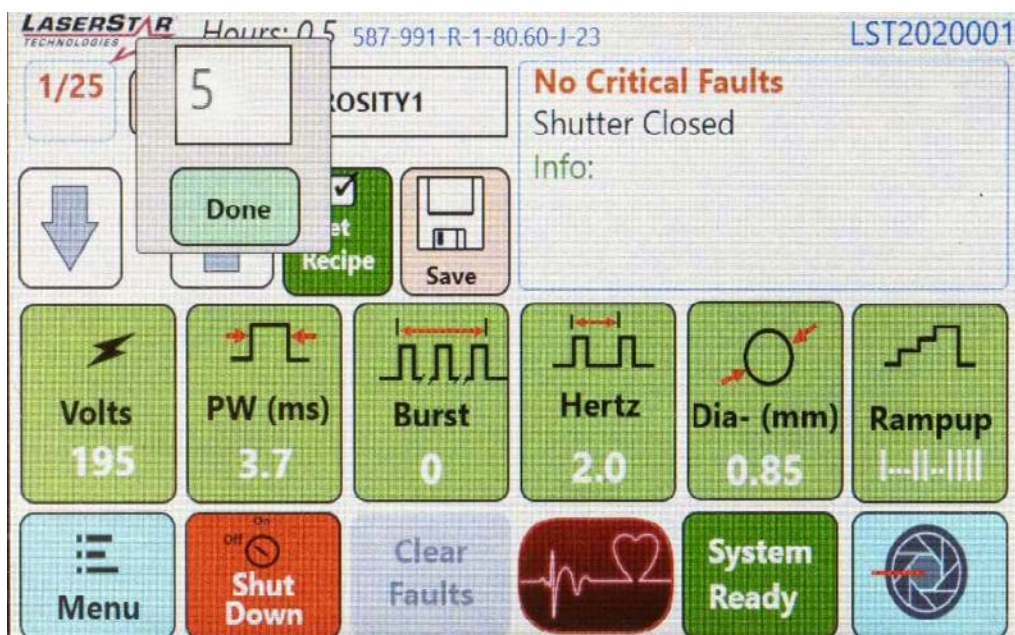 LASERSTAR
TECHNOLOGIES
Hours: 0.5
587-991-R-1-80.60-J-23
LST2020001
1/25
5
ROSITY1
No Critical Faults
Shutter Closed
Info:
Done
et
Recipe
Save
Volts
195
PW (ms)
3.7
Burst
0
Hertz
2.0
Dia- (mm)
0.85
Rampup
Menu
On
Off
Shut
Down
Clear
Faults
System
Ready